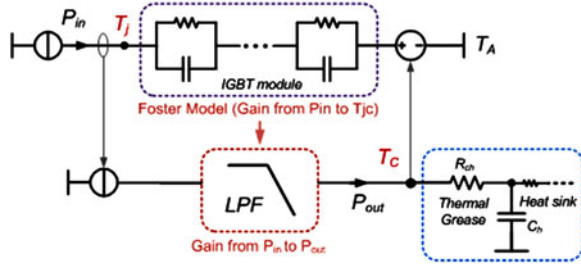 P_in T_j T_A
IGBT module
Foster Model (Gain from Pin to Tjc)
T_C
LPF P_out R_ch
Thermal Grease Heat sink
C_h
Gain from P_in to P_out